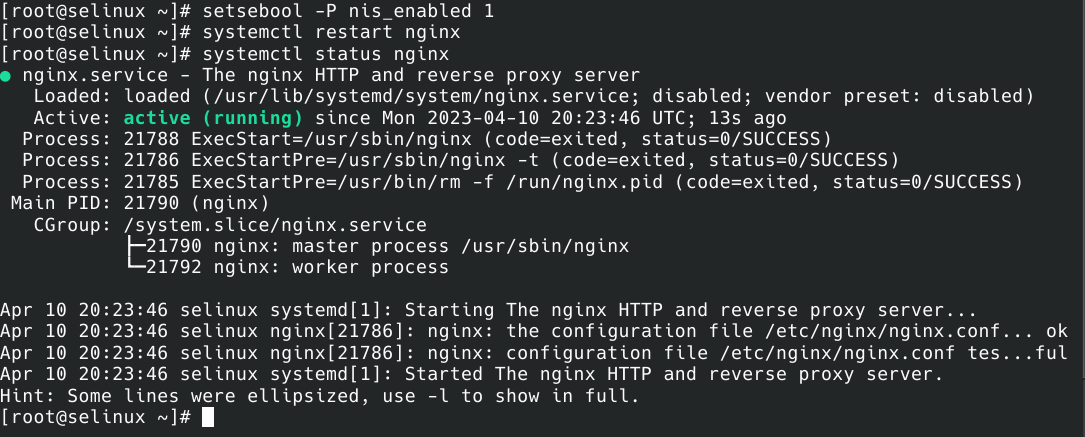 [root@selinux ~]# setsebool -P nis_enabled 1
[root@selinux ~]# systemctl restart nginx
[root@selinux ~]# systemctl status nginx
● nginx.service - The nginx HTTP and reverse proxy server
   Loaded: loaded (/usr/lib/systemd/system/nginx.service; disabled; vendor preset: disabled)
   Active: active (running) since Mon 2023-04-10 20:23:46 UTC; 13s ago
  Process: 21788 ExecStart=/usr/sbin/nginx (code=exited, status=0/SUCCESS)
  Process: 21786 ExecStartPre=/usr/sbin/nginx -t (code=exited, status=0/SUCCESS)
  Process: 21785 ExecStartPre=/usr/bin/rm -f /run/nginx.pid (code=exited, status=0/SUCCESS)
 Main PID: 21790 (nginx)
   CGroup: /system.slice/nginx.service
           ├─21790 nginx: master process /usr/sbin/nginx
           └─21792 nginx: worker process

Apr 10 20:23:46 selinux systemd[1]: Starting The nginx HTTP and reverse proxy server...
Apr 10 20:23:46 selinux nginx[21786]: nginx: the configuration file /etc/nginx/nginx.conf... ok
Apr 10 20:23:46 selinux nginx[21786]: nginx: configuration file /etc/nginx/nginx.conf tes...ful
Apr 10 20:23:46 selinux systemd[1]: Started The nginx HTTP and reverse proxy server.
Hint: Some lines were ellipsized, use -l to show in full.
[root@selinux ~]#